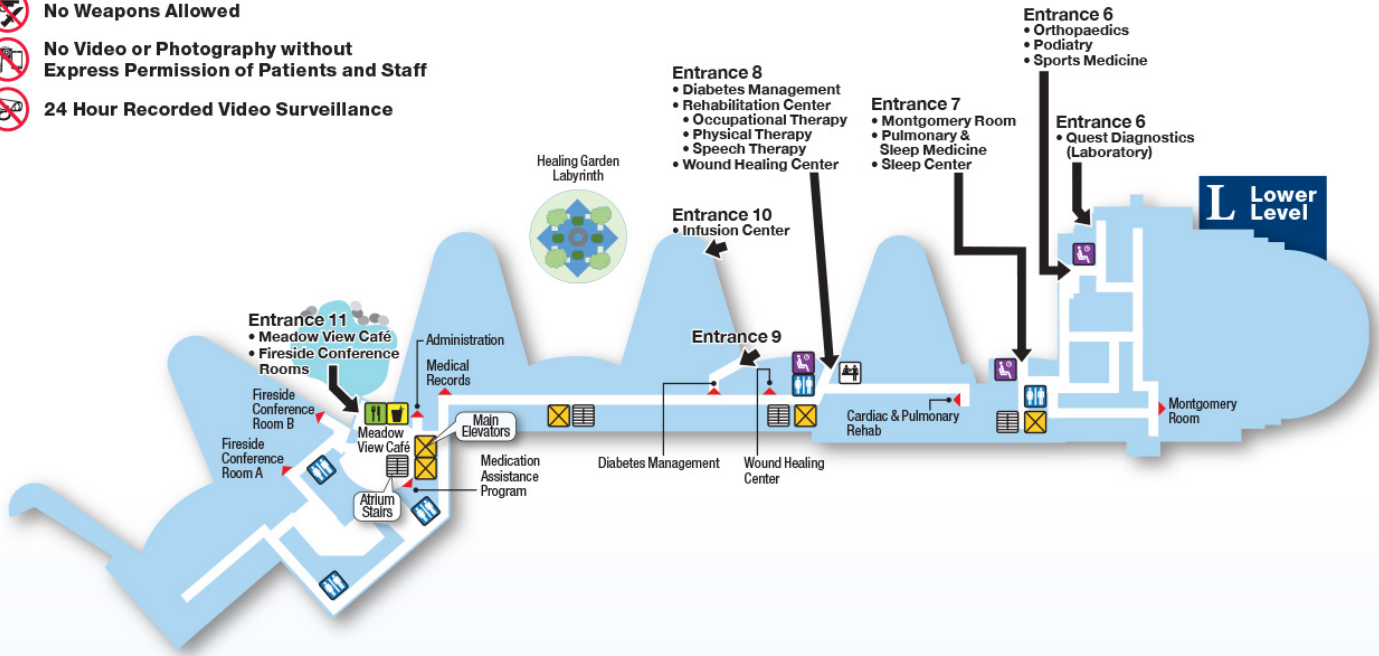 No Weapons Allowed
No Video or Photography without
Express Permission of Patients and Staff
24 Hour Recorded Video Surveillance
Entrance 6
• Orthopaedics
• Podiatry
• Sports Medicine
Entrance 8
• Diabetes Management
• Rehabilitation Center
• Occupational Therapy
• Physical Therapy
• Speech Therapy
• Wound Healing Center
Entrance 7
• Montgomery Room
• Pulmonary &
Sleep Medicine
• Sleep Center
Entrance 6
• Quest Diagnostics
(Laboratory)
Healing Garden
Labyrinth
L Lower
Level
Entrance 10
• Infusion Center
Entrance 11
• Meadow View Café
• Fireside Conference
Rooms
Entrance 9
Administration
Medical
Records
Fireside
Conference
Room B
Fireside
Conference
Room A
Meadow
View Café
Main
Elevators
Atrium
Stairs
Medication
Assistance
Program
Diabetes Management
Wound Healing
Center
Cardiac & Pulmonary
Rehab
Montgomery
Room